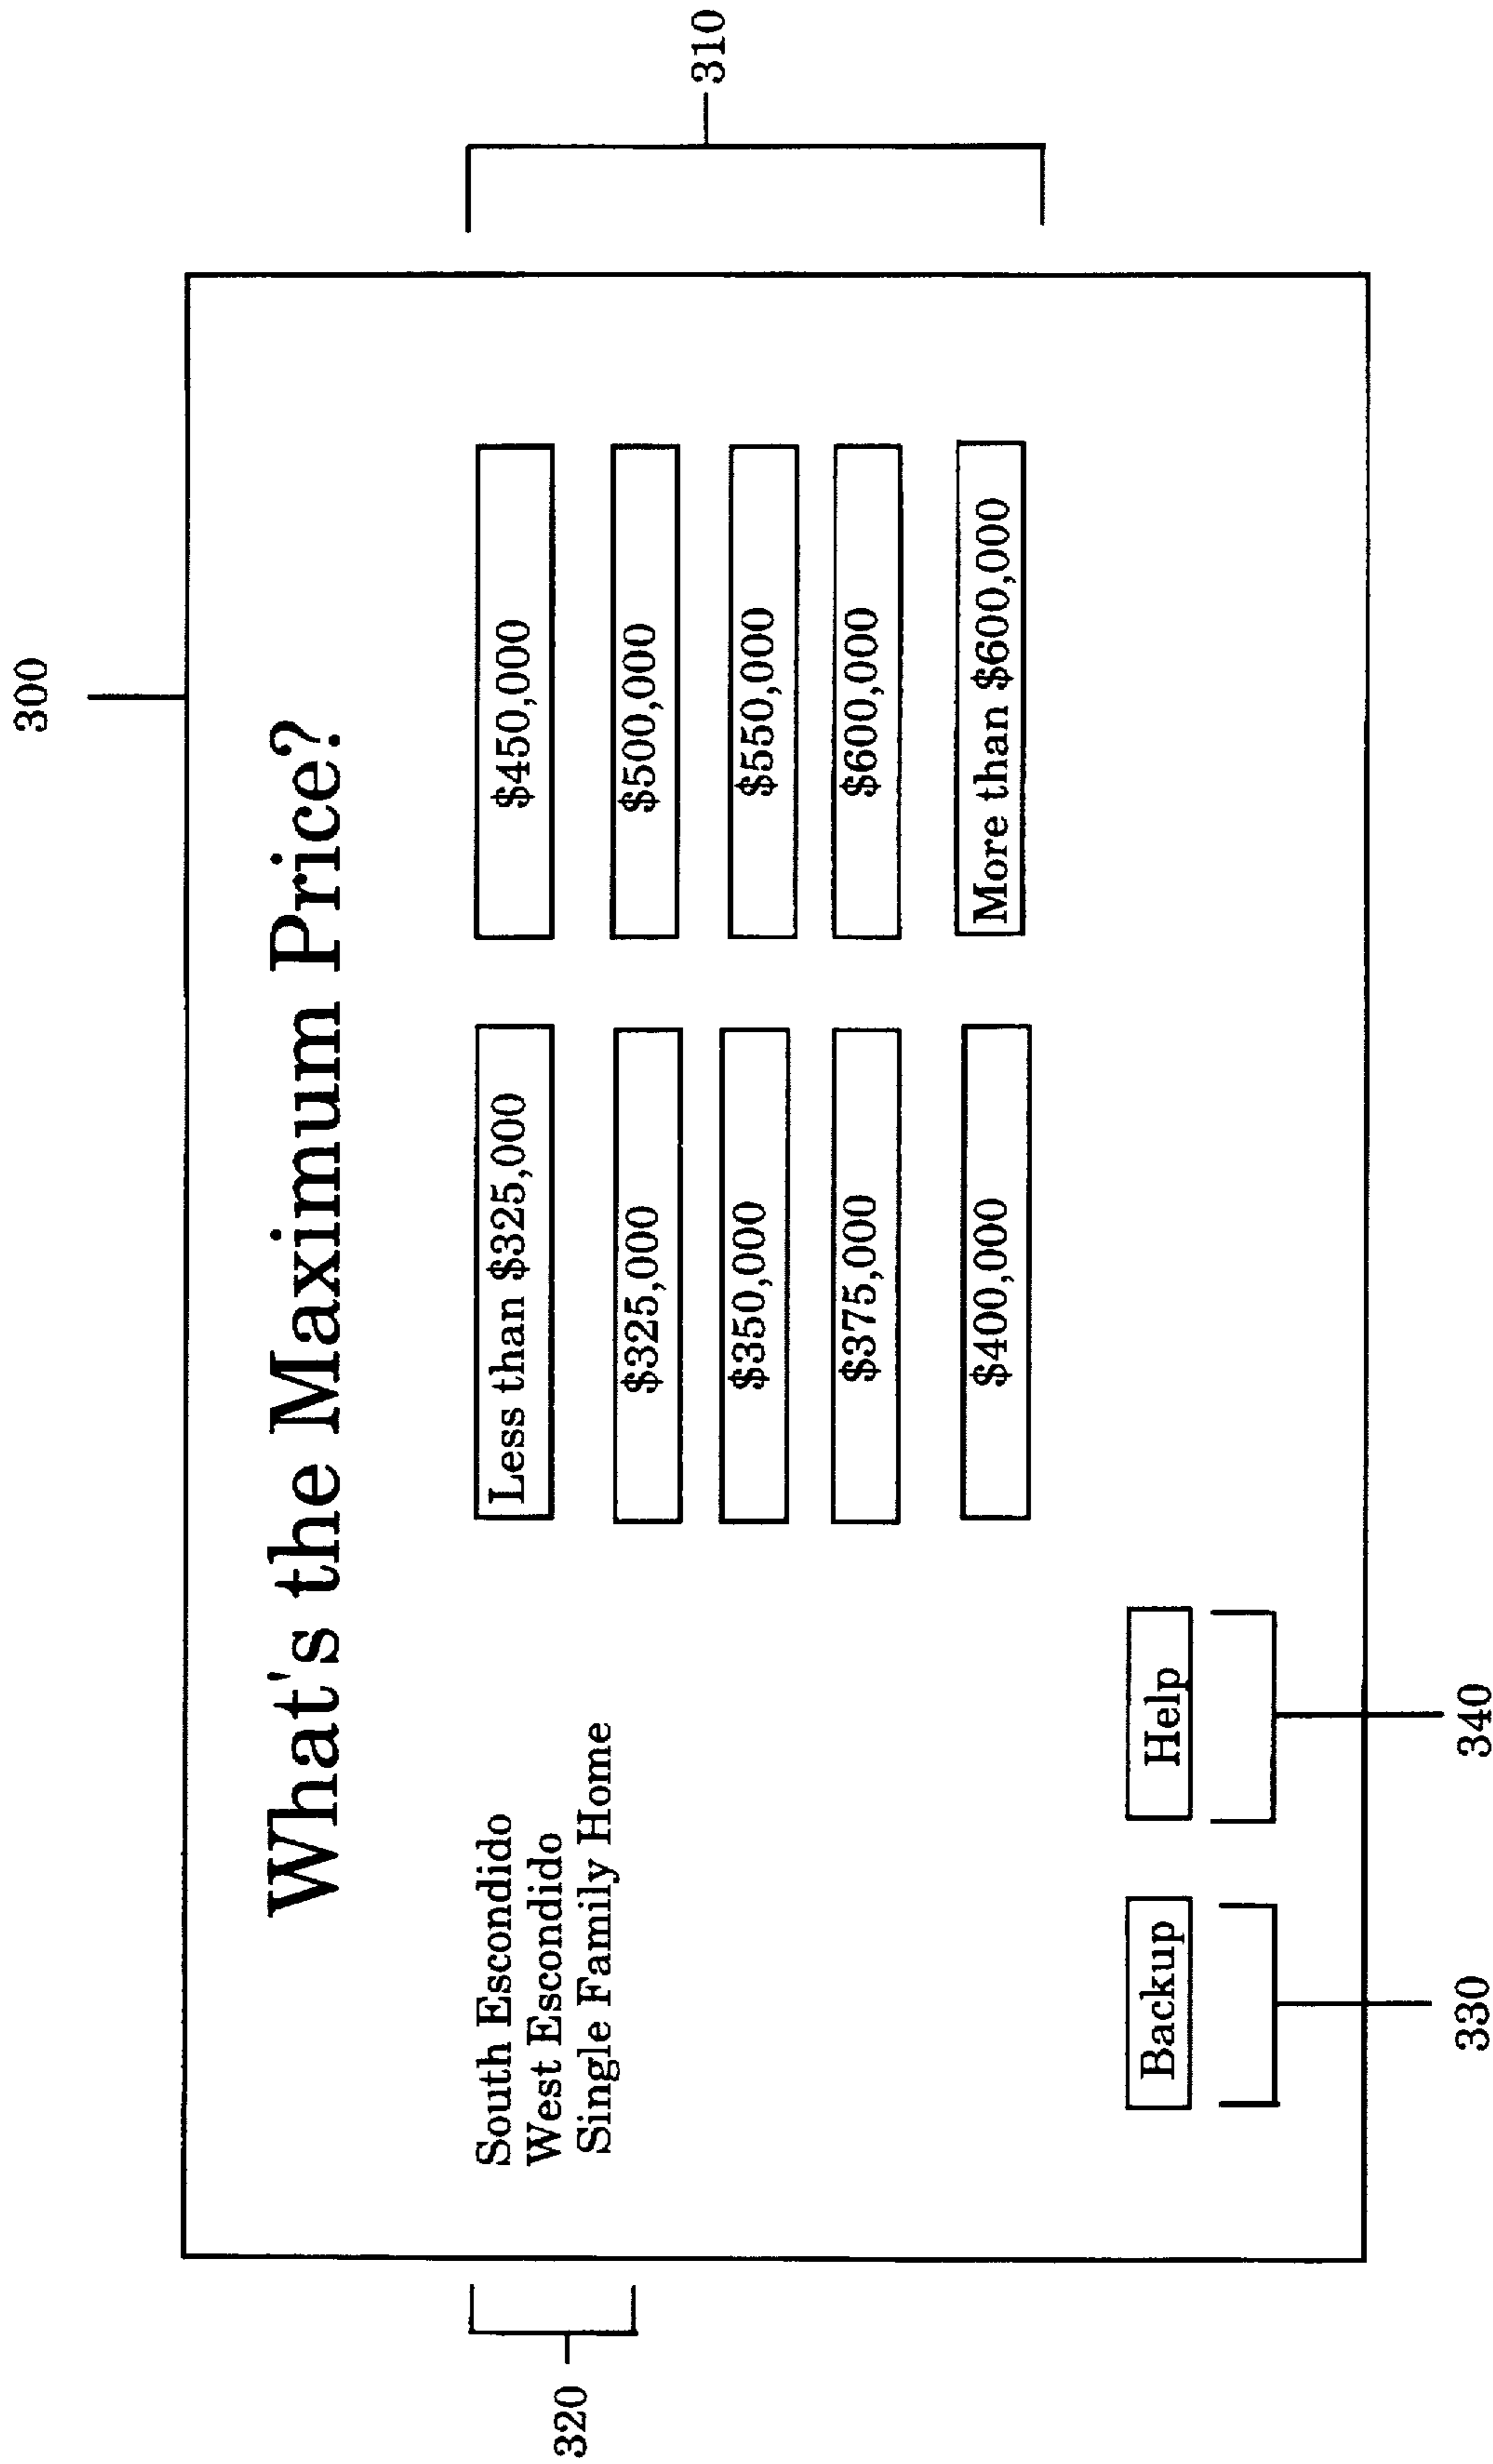 300
What's the Maximum Price?
320
South Escondido
West Escondido
Single Family Home
Less than $325,000
$325,000
$350,000
$375,000
$400,000
$450,000
$500,000
$550,000
$600,000
More than $600,000
310
Backup
Help
330
340